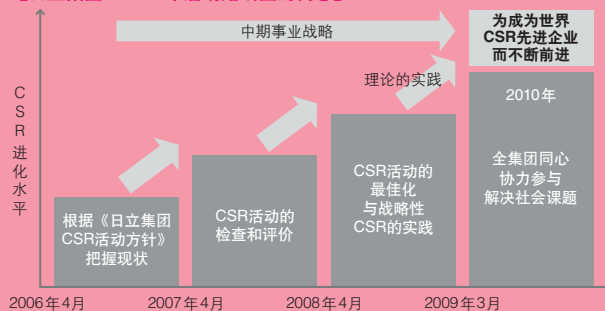 中期事业战略
为成为世界
CSR先进企业
而不断前进
理论的实践
CSR进化水平
2010年
全集团同心
协力参与
解决社会课题
CSR活动的
最佳化
与战略性
CSR的实践
CSR活动的
检查和评价
根据《日立集团
CSR活动方针》
把握现状
2006年4月
2007年4月
2008年4月
2009年3月